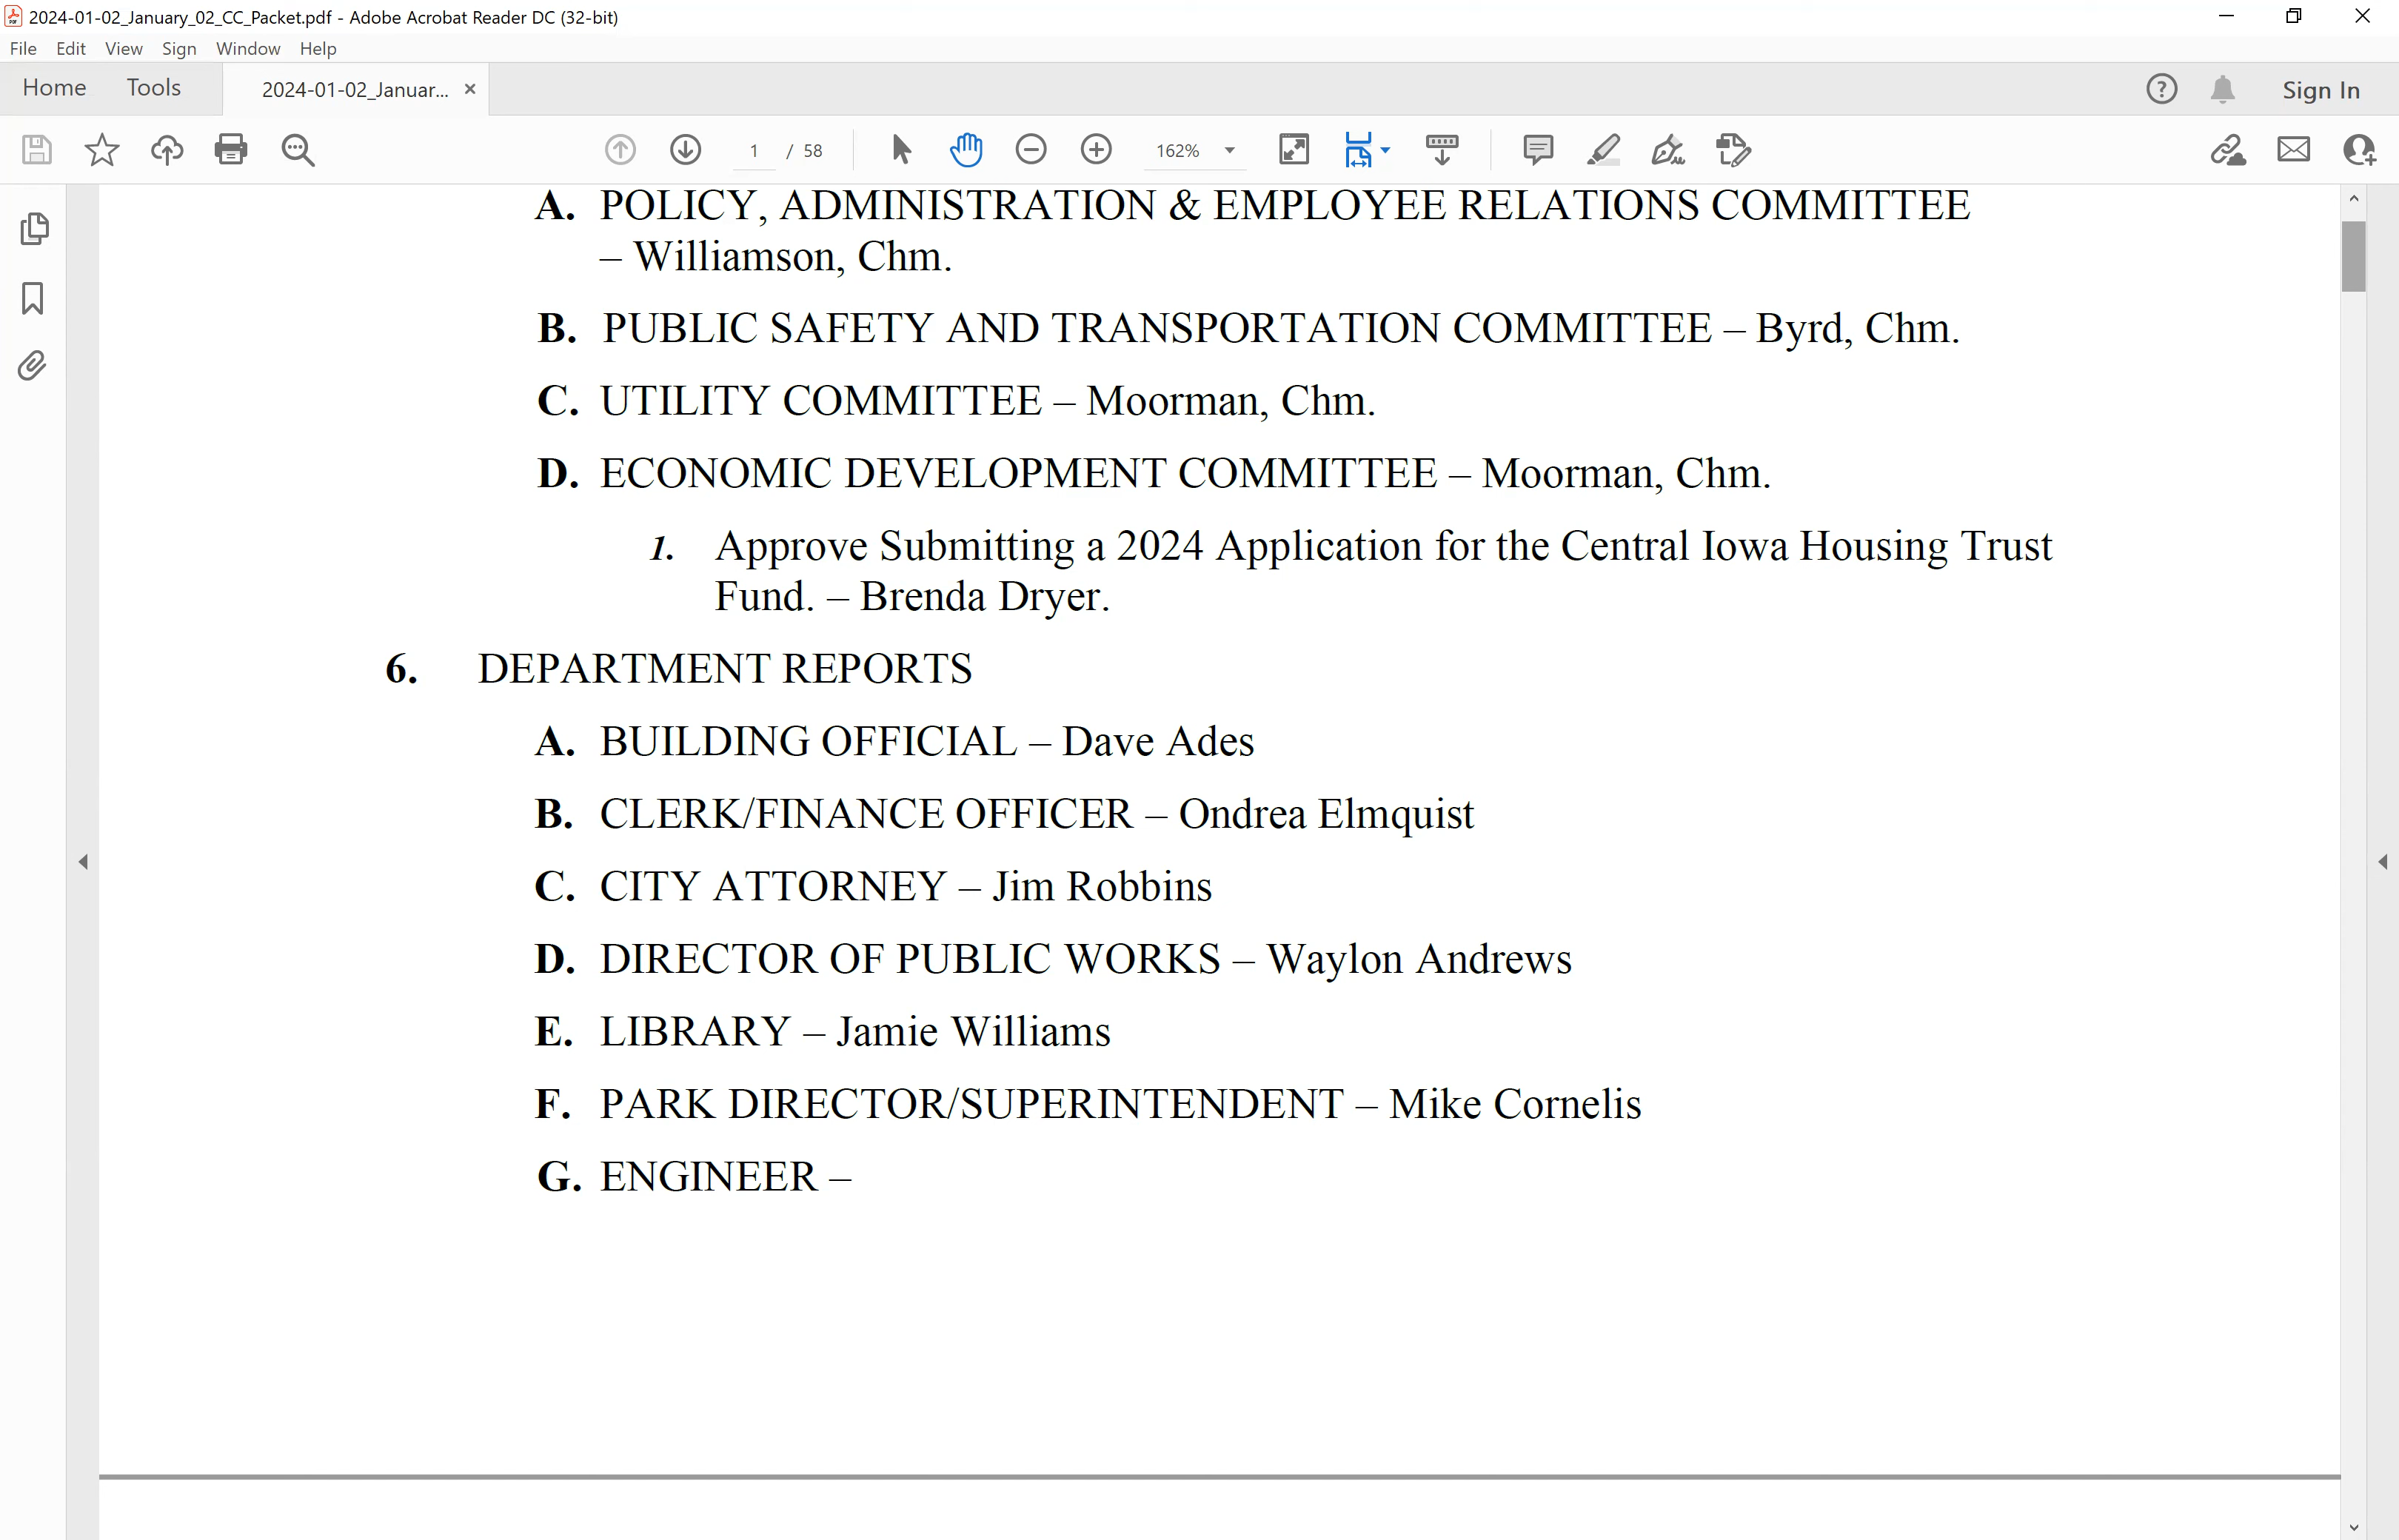 2024-01-02_January_02_CC_Packet.pdf - Adobe Acrobat Reader DC (32-bit)
File Edit View Sign Window Help
Home Tools 2024-01-02_Januar... × Sign In
1 / 58 162%
A. POLICY, ADMINISTRATION & EMPLOYEE RELATIONS COMMITTEE
– Williamson, Chm.
B. PUBLIC SAFETY AND TRANSPORTATION COMMITTEE – Byrd, Chm.
C. UTILITY COMMITTEE – Moorman, Chm.
D. ECONOMIC DEVELOPMENT COMMITTEE – Moorman, Chm.
1. Approve Submitting a 2024 Application for the Central Iowa Housing Trust
Fund. – Brenda Dryer.
6. DEPARTMENT REPORTS
A. BUILDING OFFICIAL – Dave Ades
B. CLERK/FINANCE OFFICER – Ondrea Elmquist
C. CITY ATTORNEY – Jim Robbins
D. DIRECTOR OF PUBLIC WORKS – Waylon Andrews
E. LIBRARY – Jamie Williams
F. PARK DIRECTOR/SUPERINTENDENT – Mike Cornelis
G. ENGINEER –